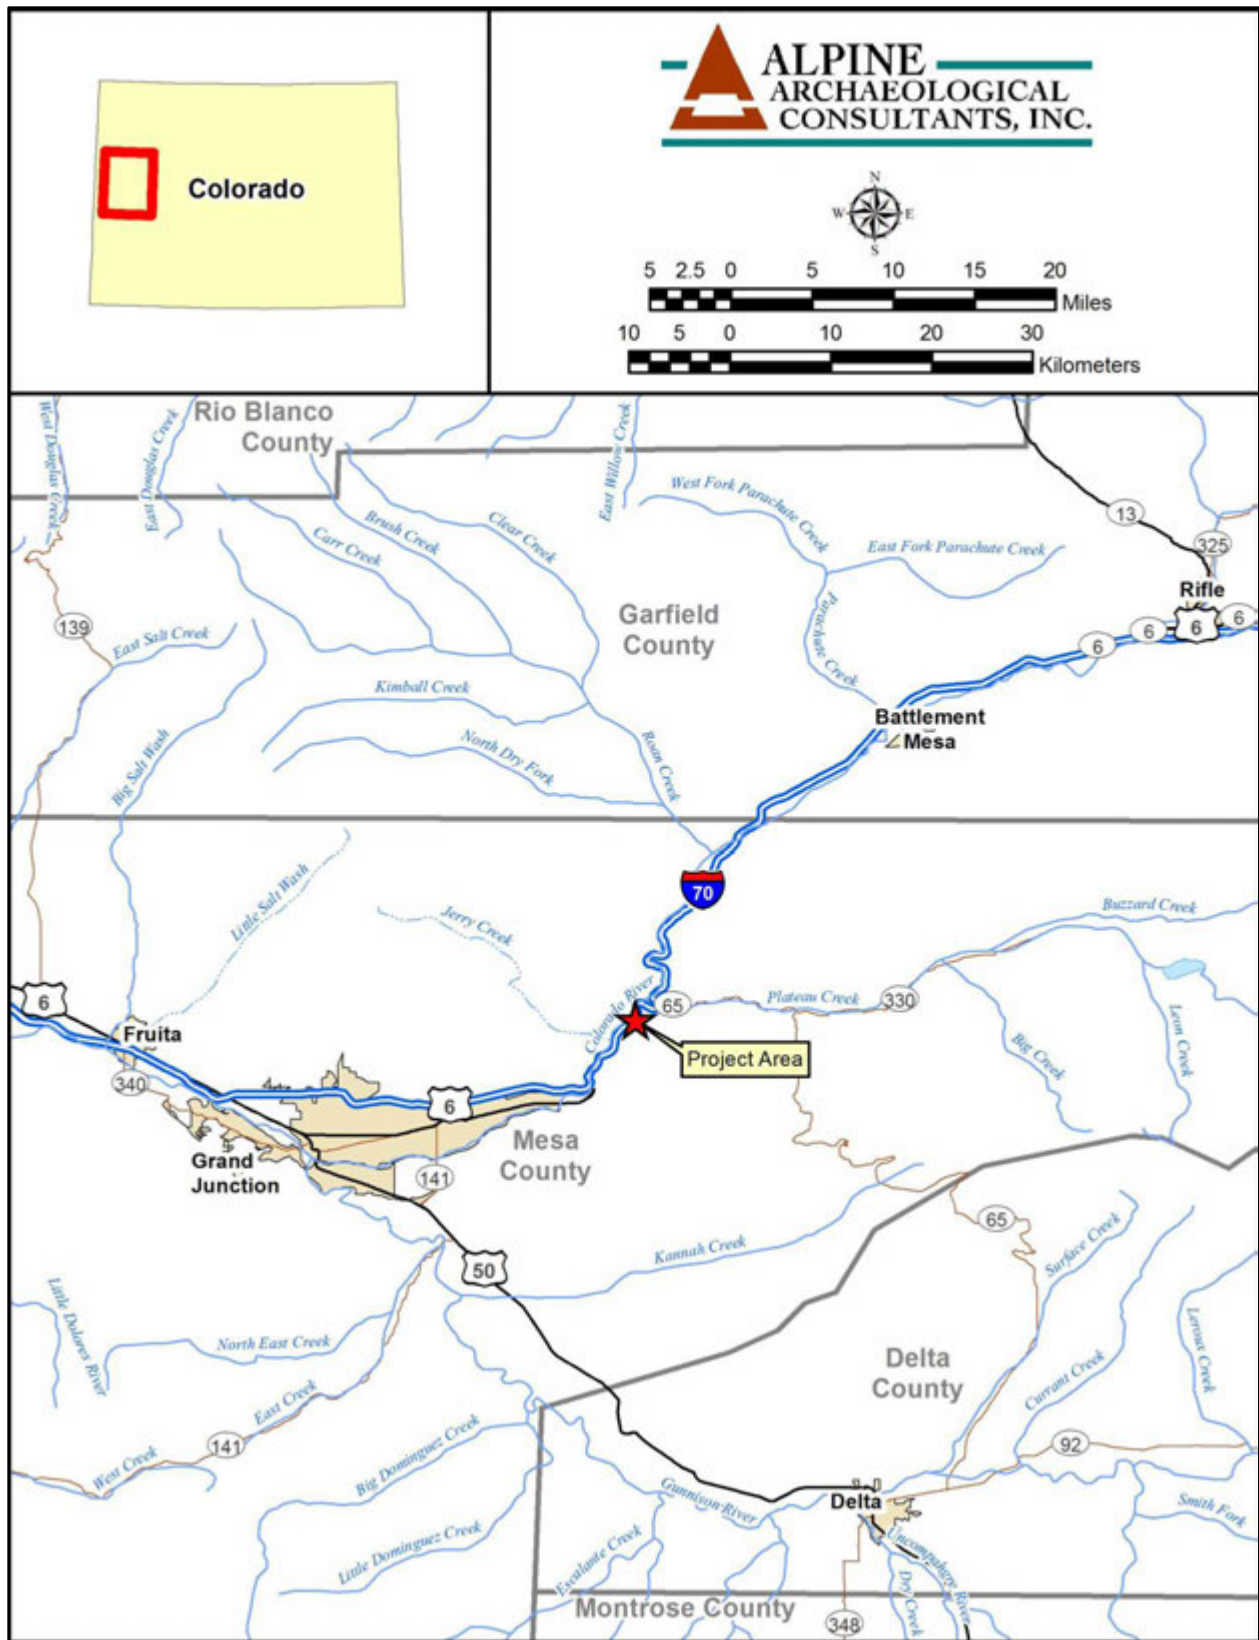 Colorado
ALPINE
ARCHAEOLOGICAL
CONSULTANTS, INC.
N
W E
S
5 2.5 0 5 10 15 20
Miles
10 5 0 10 20 30
Kilometers
Rio Blanco
County
West Douglas Creek
East Douglas Creek
East Willow Creek
West Fork Parachute Creek
Clear Creek
Brush Creek
Carr Creek
13
325
East Fork Parachute Creek
Rifle
Garfield
County
Parachute Creek
139
East Salt Creek
6
6
6
6
Kimball Creek
Battlement
Mesa
Roan Creek
North Dry Fork
Big Salt Wash
70
Little Salt Wash
Jerry Creek
Buzzard Creek
6
Colorado River
65
Plateau Creek
330
Leon Creek
Fruita
Big Creek
Project Area
340
6
Mesa
County
Grand
Junction
141
65
Surface Creek
Kannah Creek
50
Little Dolores River
North East Creek
Leroux Creek
Delta
County
Currant Creek
East Creek
141
West Creek
Big Dominguez Creek
92
Gunnison River
Delta
Smith Fork
Little Dominguez Creek
Escalante Creek
Uncompahgre River
Dry Creek
Montrose County
348